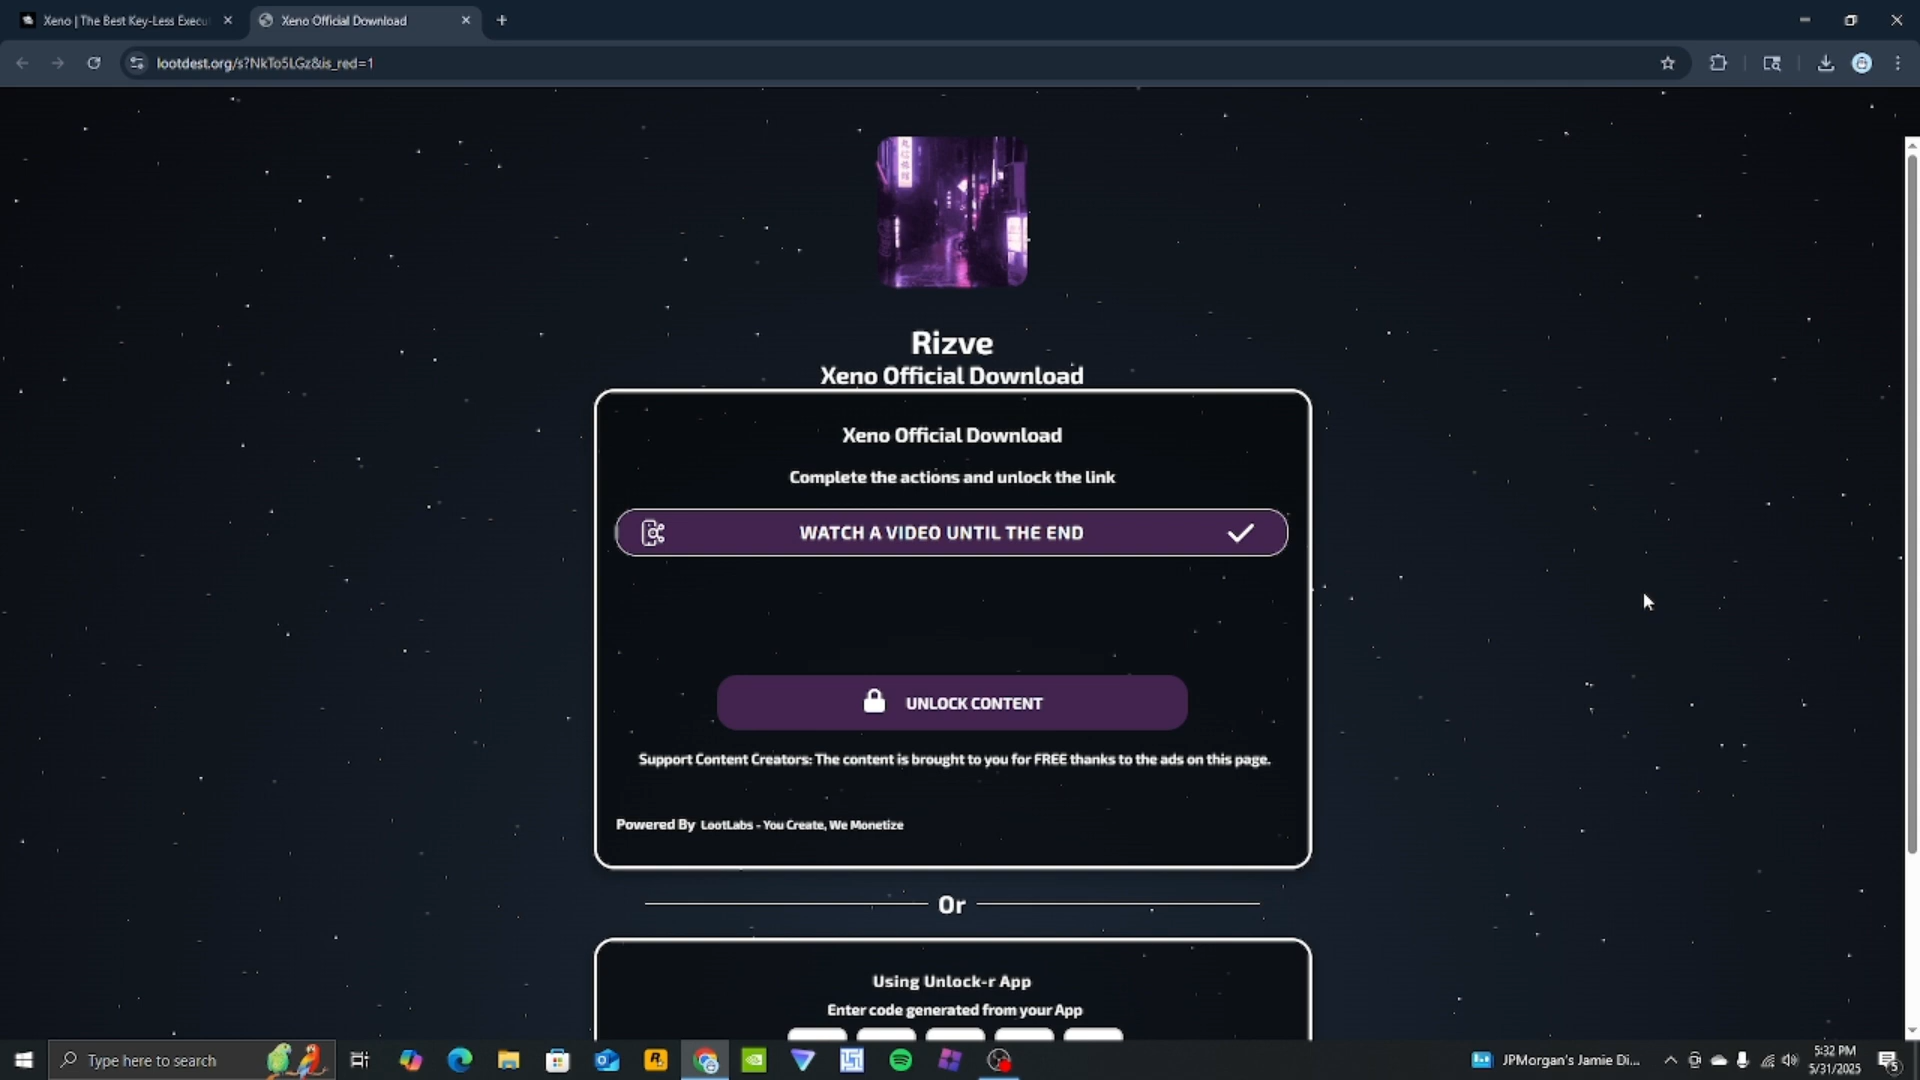 Xeno | The Best Key-Less Execu
Xeno Official Download
lootdest.org/s?NkTo5LGz&is_red=1
Rizve
Xeno Official Download
Xeno Official Download
Complete the actions and unlock the link
WATCH A VIDEO UNTIL THE END
UNLOCK CONTENT
Support Content Creators: The content is brought to you for FREE thanks to the ads on this page.
Powered By LootLabs - You Create, We Monetize
Or
Using Unlock-r App
Enter code generated from your App
Type here to search
JPMorgan's Jamie Di...
5:32 PM
5/31/2025
5